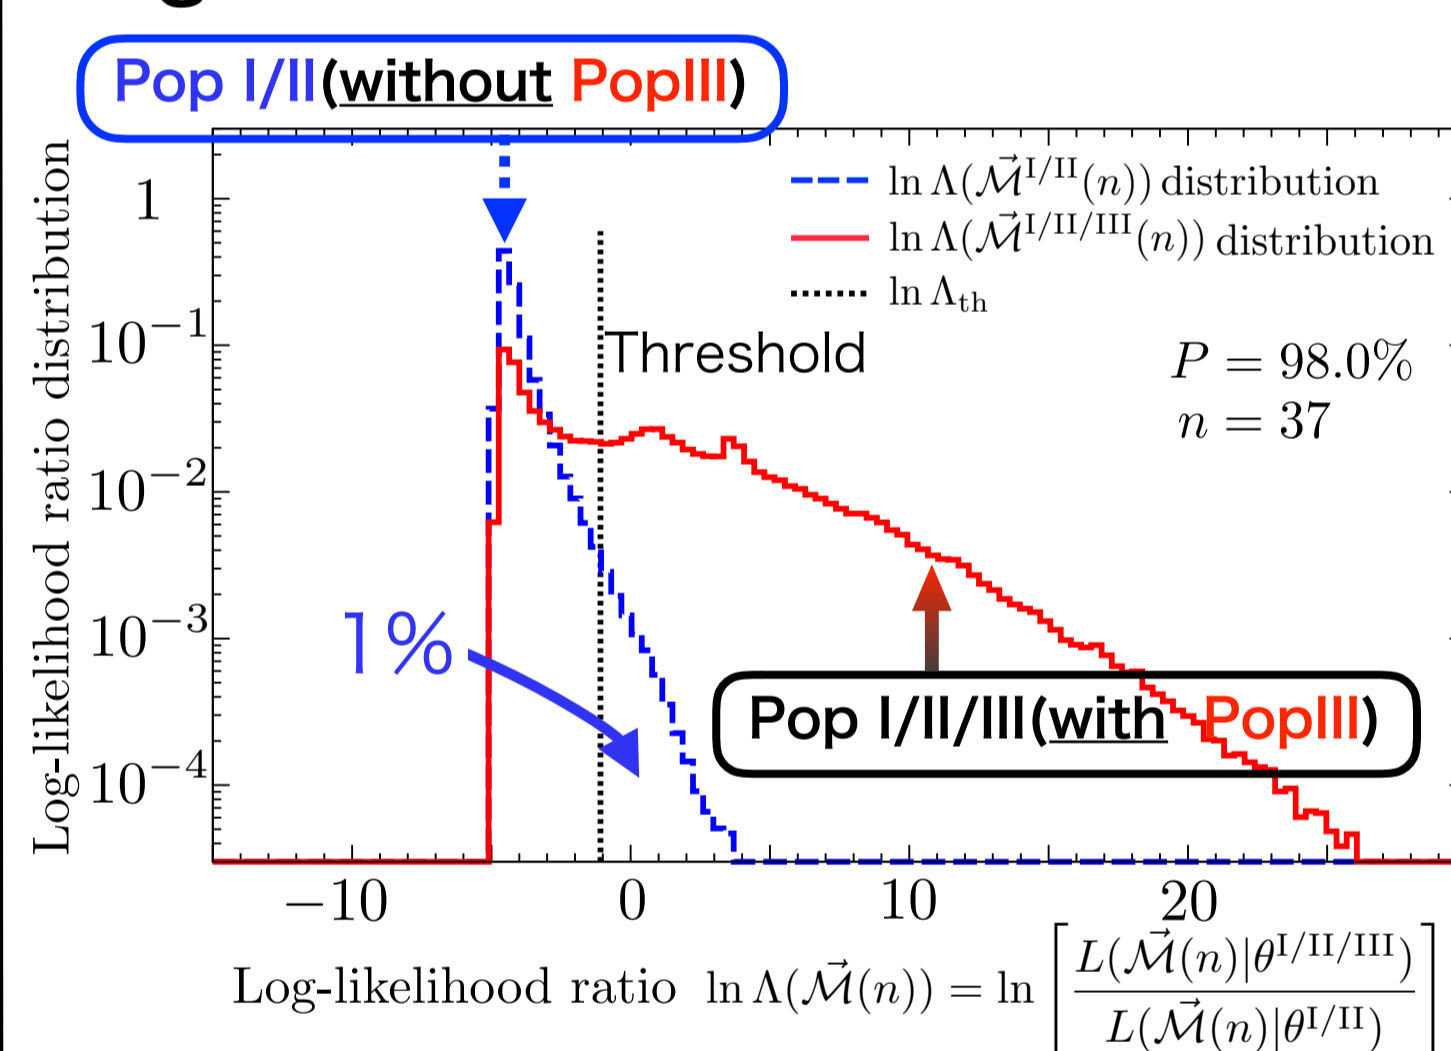 Pop I/II(without PopIII)
Log-likelihood ratio distribution
1
10⁻¹
10⁻²
10⁻³
10⁻⁴
ln Λ(𝓜⃗^{I/II}(n)) distribution
ln Λ(𝓜⃗^{I/II/III}(n)) distribution
ln Λ_{th}
Threshold
P = 98.0%
n = 37
1%
Pop I/II/III(with PopIII)
−10 0 10 20
Log-likelihood ratio ln Λ(𝓜⃗(n)) = ln [ L(𝓜⃗(n)|θ^{I/II/III}) / L(𝓜⃗(n)|θ^{I/II}) ]